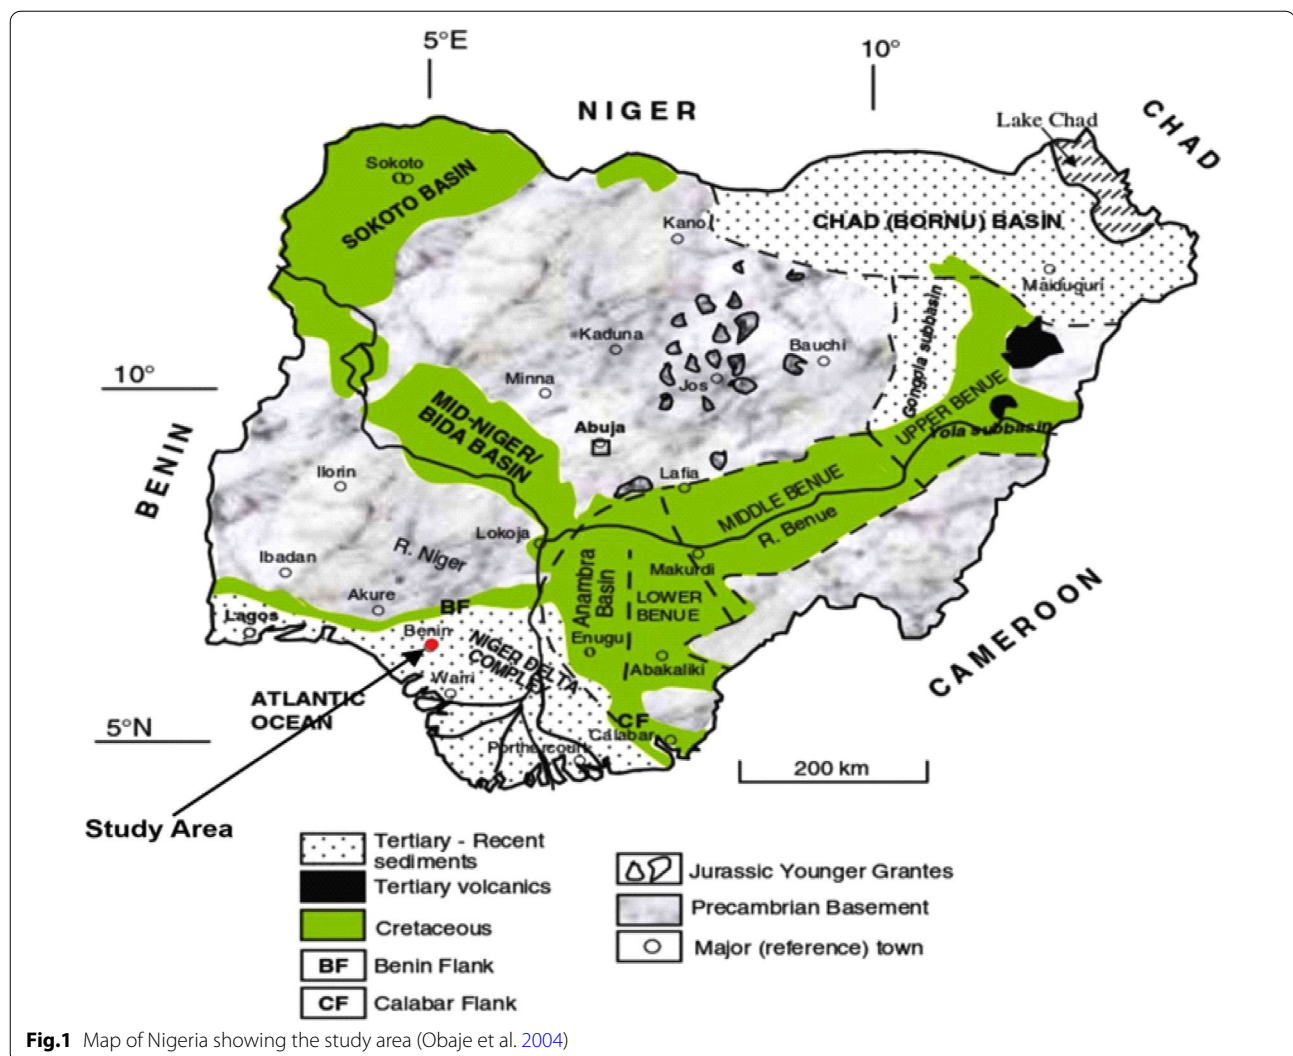 5°E
10°
NIGER
CHAD
Lake Chad
Sokoto
SOKOTO BASIN
Kano
CHAD (BORNU) BASIN
Maiduguri
Kaduna
Bauchi
Gongola subbasin
10°
Minna
Jos
UPPER BENUE
MID-NIGER/
BIDA BASIN
Abuja
Yola subbasin
BENIN
Ilorin
Lafia
MIDDLE BENUE
Lokoja
R. Benue
R. Niger
Ibadan
Anambra
Basin
Makurdi
Akure
BF
LOWER
BENUE
Lagos
Benin
NIGER DELTA
COMPLEX
Enugu
Abakaliki
CAMEROON
Warri
ATLANTIC
OCEAN
CF
5°N
Calabar
Portharcourt
200 km
Study Area
Tertiary - Recent
sediments
Tertiary volcanics
Cretaceous
BF Benin Flank
CF Calabar Flank
Jurassic Younger Grantes
Precambrian Basement
Major (reference) town
Fig.1 Map of Nigeria showing the study area (Obaje et al. 2004)